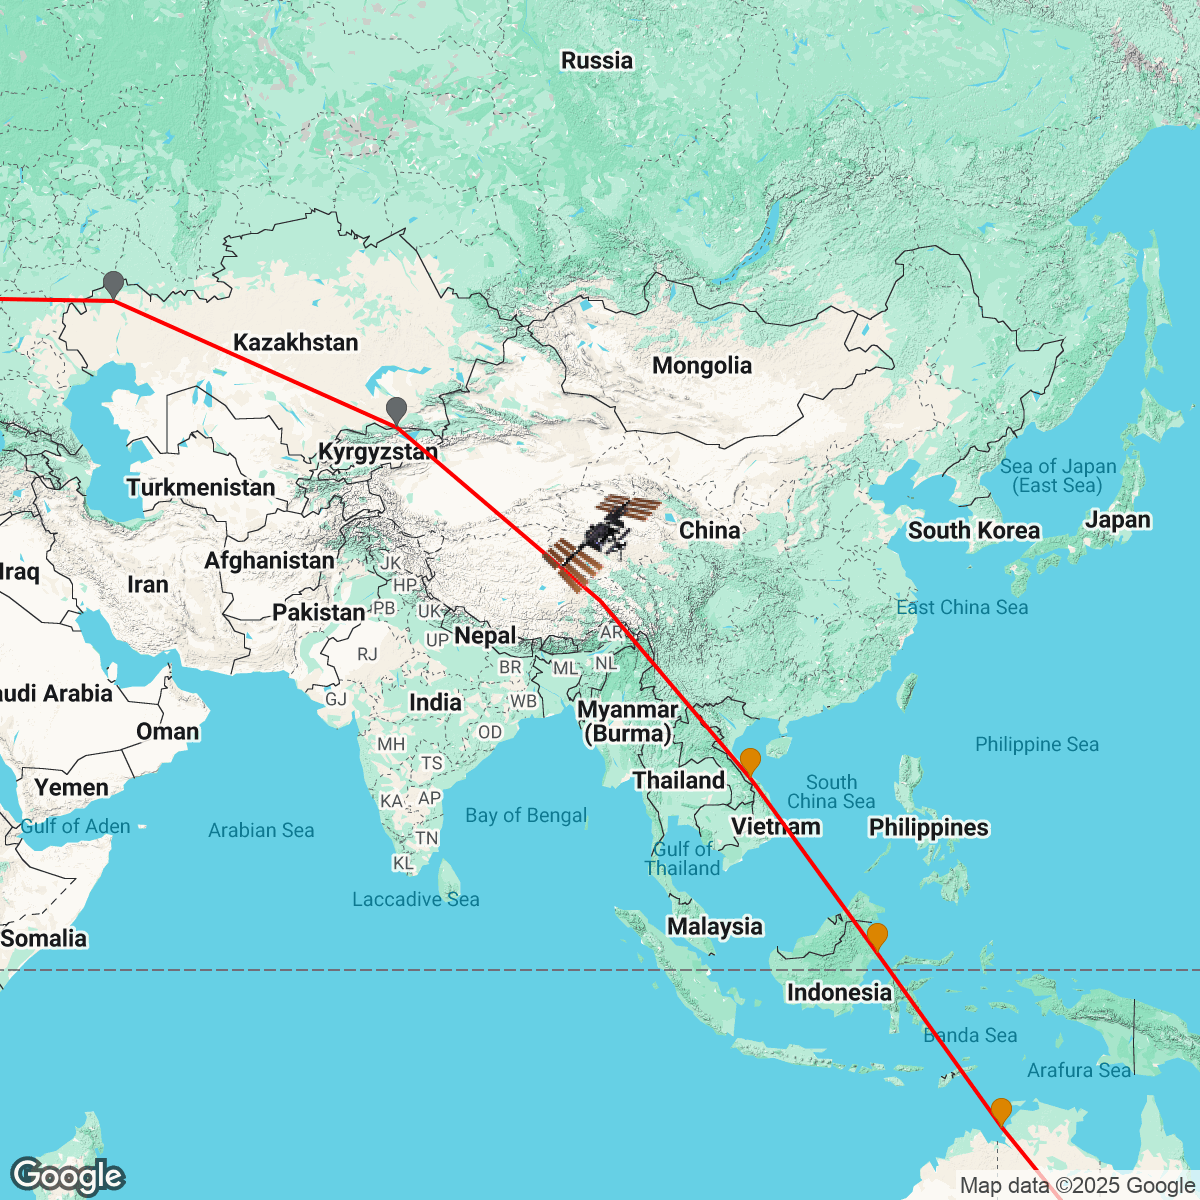 Russia
Kazakhstan
Mongolia
Kyrgyzstan
Sea of Japan
(East Sea)
Turkmenistan
Japan
South Korea
China
Afghanistan
JK
Iraq
Iran
HP
Pakistan
PB
UK
East China Sea
Nepal
AR
UP
RJ
BR
ML
NL
audi Arabia
GJ
India
WB
Myanmar
(Burma)
Oman
OD
MH
Philippine Sea
TS
Thailand
Yemen
South
China Sea
KA
AP
Bay of Bengal
Gulf of Aden
Arabian Sea
Vietnam
Philippines
TN
Gulf of
Thailand
KL
Laccadive Sea
Malaysia
Somalia
Indonesia
Banda Sea
Arafura Sea
Google
Map data ©2025 Google